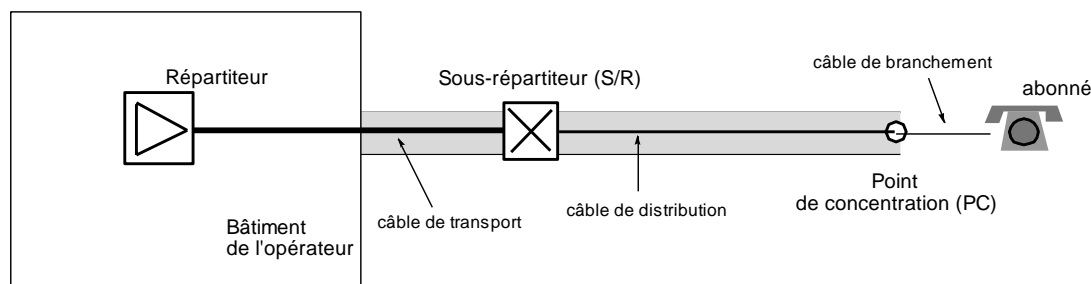 Répartiteur
Sous-répartiteur (S/R)
câble de branchement
abonné
câble de transport
câble de distribution
Point
de concentration (PC)
Bâtiment
de l'opérateur